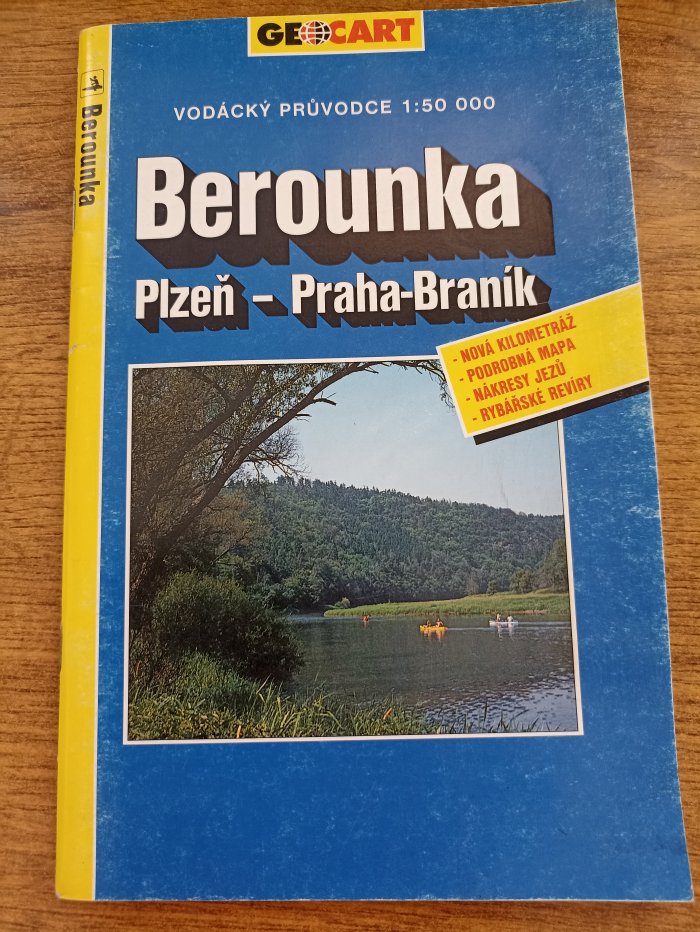 GEOCART
VODÁCKÝ PRŮVODCE 1:50 000
Berounka
Plzeň – Praha-Braník
- NOVÁ KILOMETRÁŽ
- PODROBNÁ MAPA
- NÁKRESY JEZŮ
- RYBÁŘSKÉ REVÍRY
Berounka